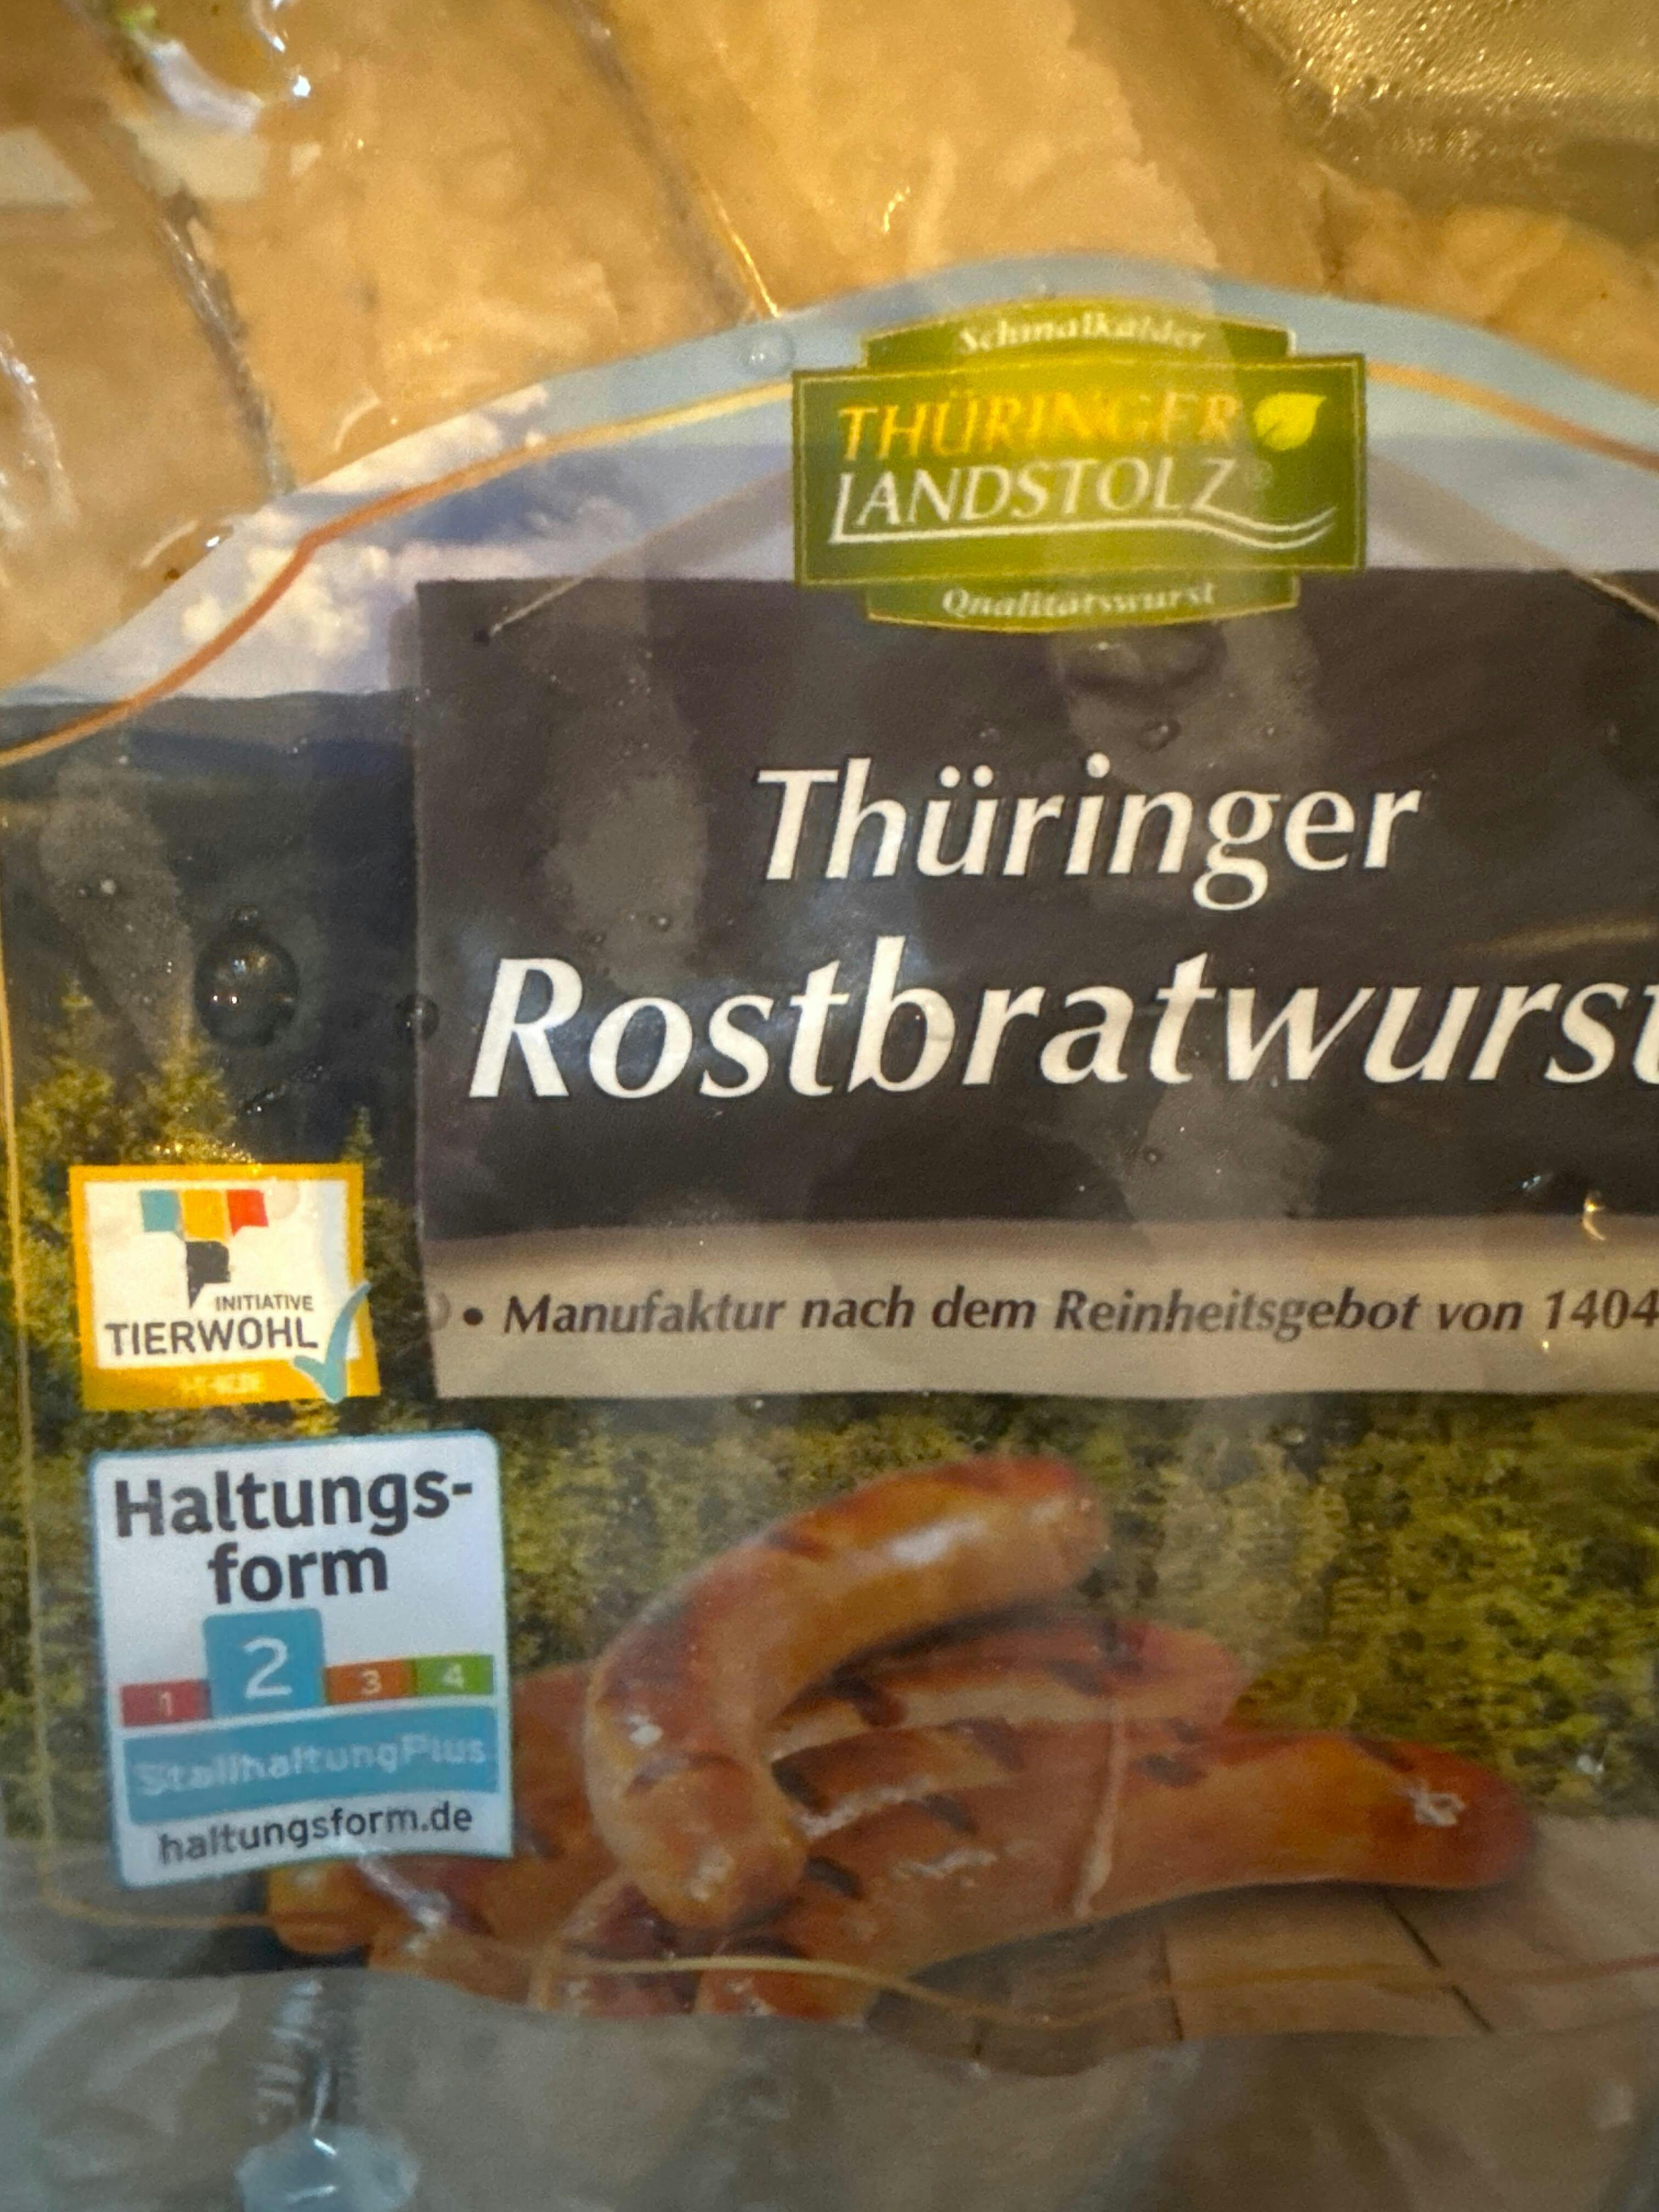 Schmalkalder
THÜRINGER
LANDSTOLZ®
Qualitätswurst
Thüringer
Rostbratwurst
INITIATIVE
TIERWOHL
• Manufaktur nach dem Reinheitsgebot von 1404
Haltungs-
form
1 2 3 4
StallhaltungPlus
haltungsform.de